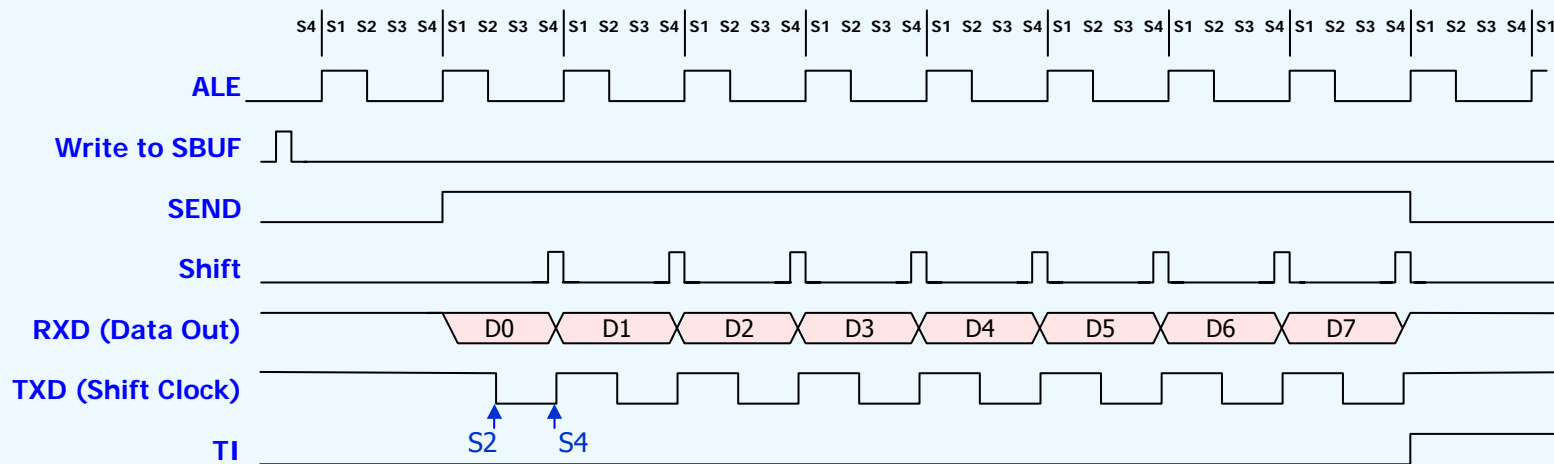 S4 S1 S2 S3 S4 S1 S2 S3 S4 S1 S2 S3 S4 S1 S2 S3 S4 S1 S2 S3 S4 S1 S2 S3 S4 S1 S2 S3 S4 S1 S2 S3 S4 S1 S2 S3 S4 S1 S2 S3 S4 S1
ALE
Write to SBUF
SEND
Shift
RXD (Data Out) D0 D1 D2 D3 D4 D5 D6 D7
TXD (Shift Clock)
S2 S4
TI